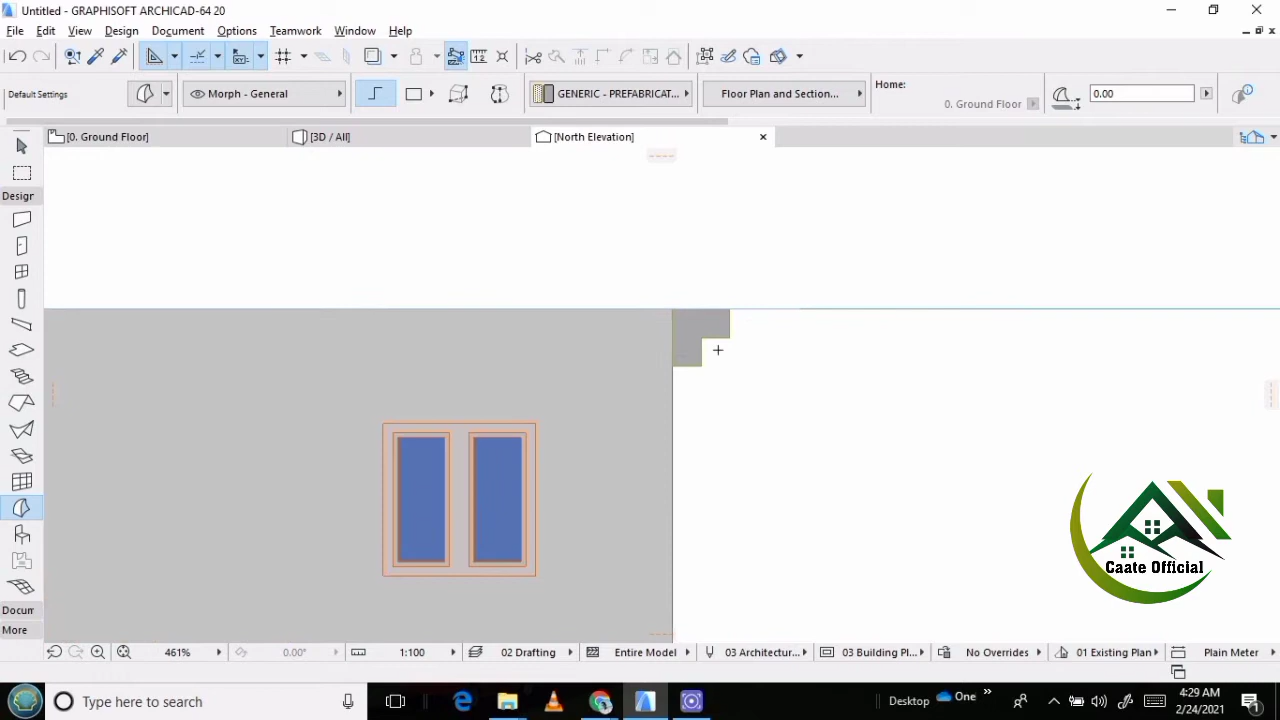 Untitled - GRAPHISOFT ARCHICAD-64 20
File Edit View Design Document Options Teamwork Window Help
Default Settings
Morph - General
GENERIC - PREFABRICAT...
Floor Plan and Section...
Home:
0. Ground Floor
0.00
[0. Ground Floor]
[3D / All]
[North Elevation]
Design
Caate Official
Docum
More
461%
0.00°
1:100
02 Drafting
Entire Model
03 Architectur...
03 Building Pl...
No Overrides
01 Existing Plan
Plain Meter
Type here to search
Desktop
One
4:29 AM
2/24/2021
1